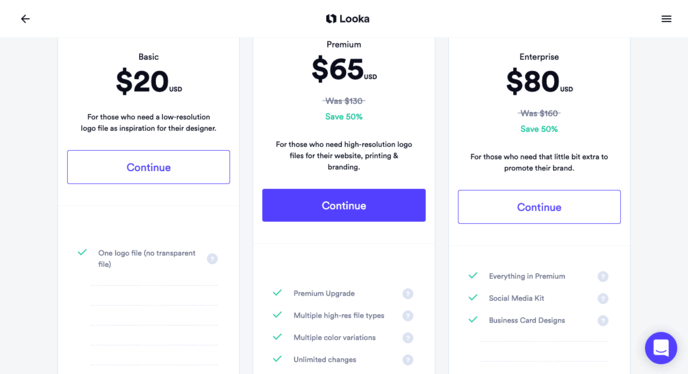 Looka
Basic
$20 USD
For those who need a low-resolution
logo file as inspiration for their designer.
Continue
One logo file (no transparent
file)
?
Premium
$65 USD
Was $130
Save 50%
For those who need high-resolution logo
files for their website, printing &
branding.
Continue
Premium Upgrade
?
Multiple high-res file types
?
Multiple color variations
?
Unlimited changes
?
Enterprise
$80 USD
Was $160
Save 50%
For those who need that little bit extra to
promote their brand.
Continue
Everything in Premium
?
Social Media Kit
?
Business Card Designs
?